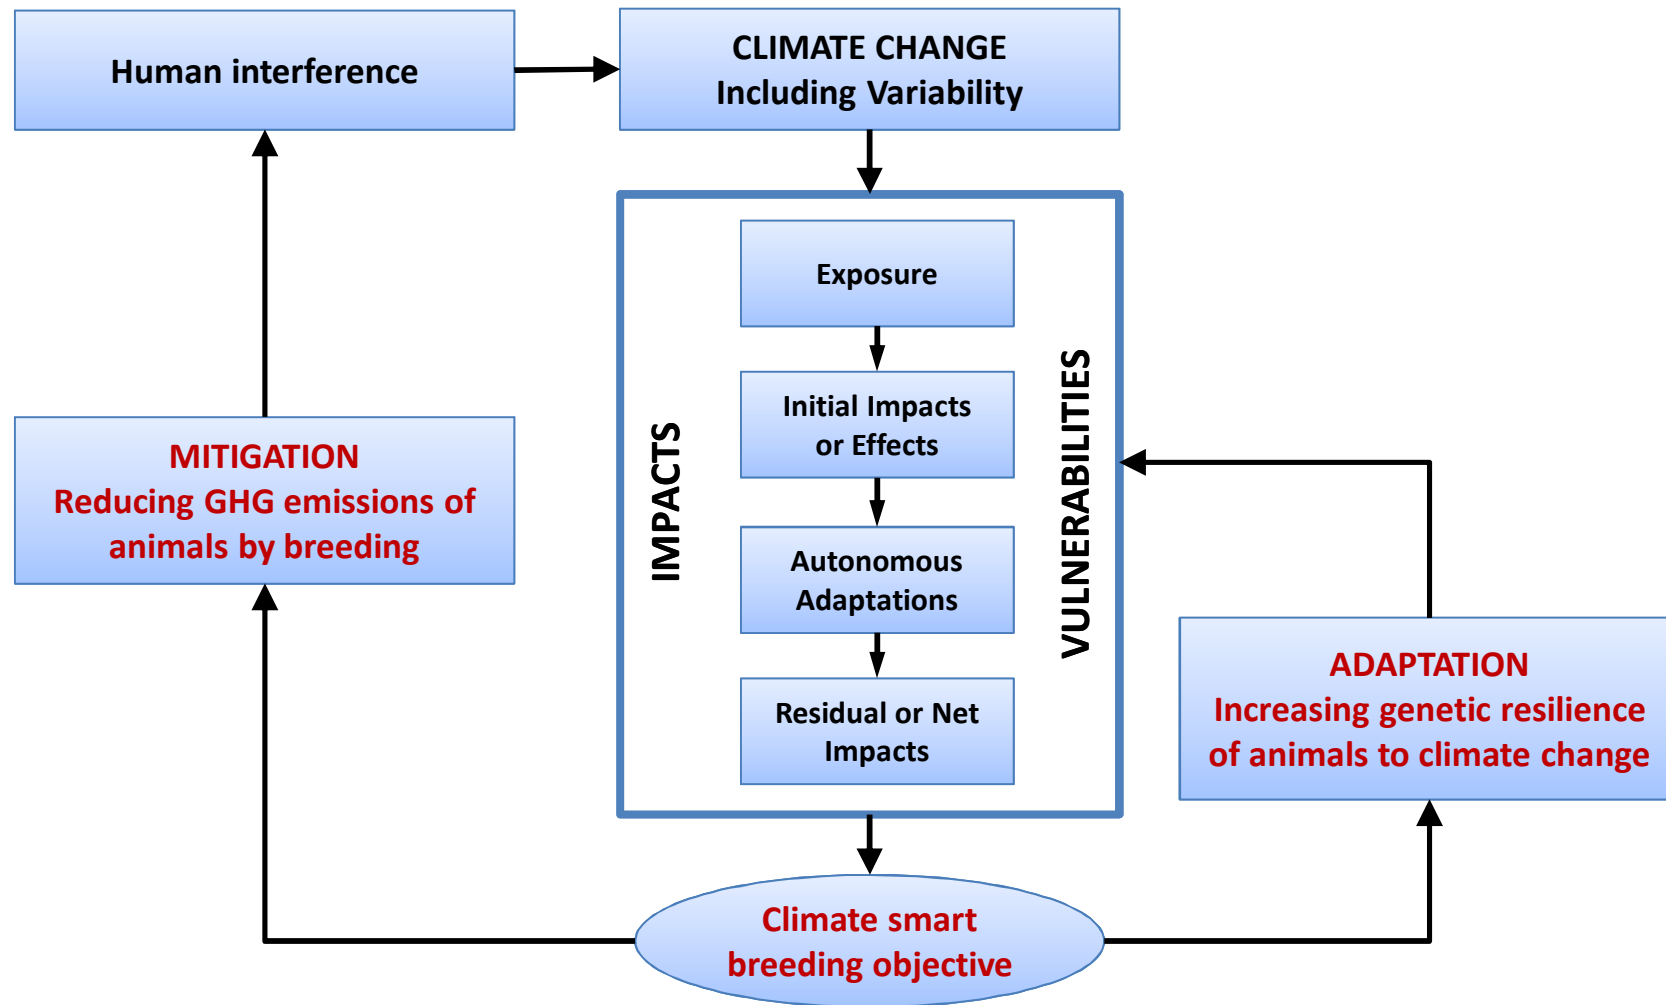 Human interference
CLIMATE CHANGE
Including Variability
Exposure
Initial Impacts
or Effects
Autonomous
Adaptations
Residual or Net
Impacts
IMPACTS
VULNERABILITIES
MITIGATION
Reducing GHG emissions of
animals by breeding
ADAPTATION
Increasing genetic resilience
of animals to climate change
Climate smart
breeding objective